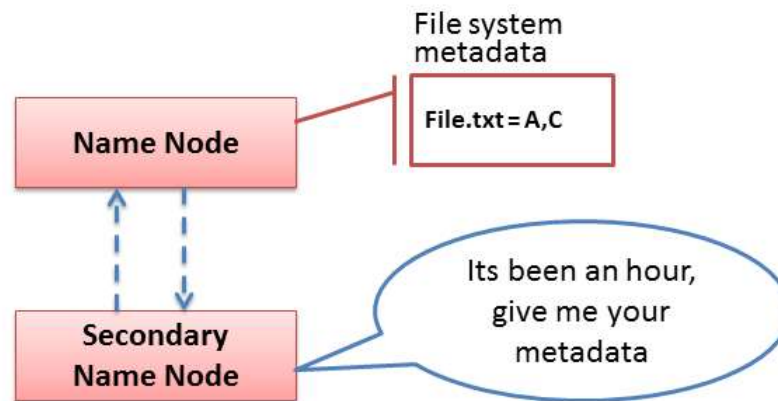 File system
metadata
Name Node
File.txt = A,C
Secondary
Name Node
Its been an hour,
give me your
metadata